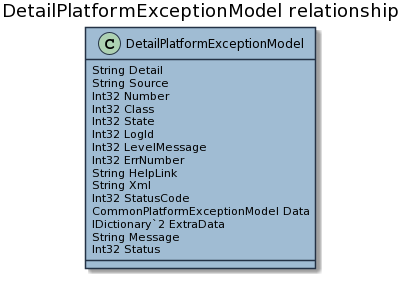 DetailPlatformExceptionModel relationship
C DetailPlatformExceptionModel
String Detail
String Source
Int32 Number
Int32 Class
Int32 State
Int32 LogId
Int32 LevelMessage
Int32 ErrNumber
String HelpLink
String Xml
Int32 StatusCode
CommonPlatformExceptionModel Data
IDictionary`2 ExtraData
String Message
Int32 Status